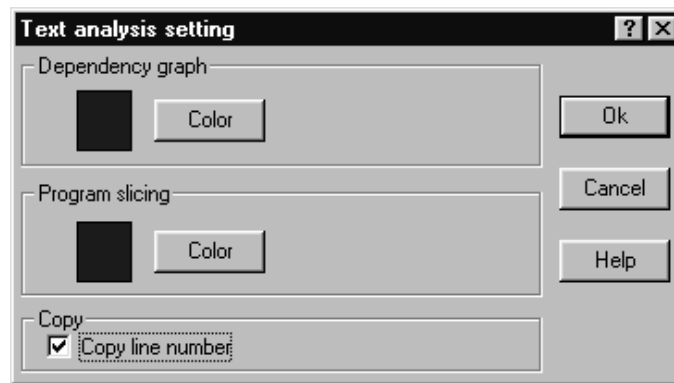 Text analysis setting
Dependency graph
Color
Ok
Program slicing
Cancel
Color
Help
Copy
Copy line number